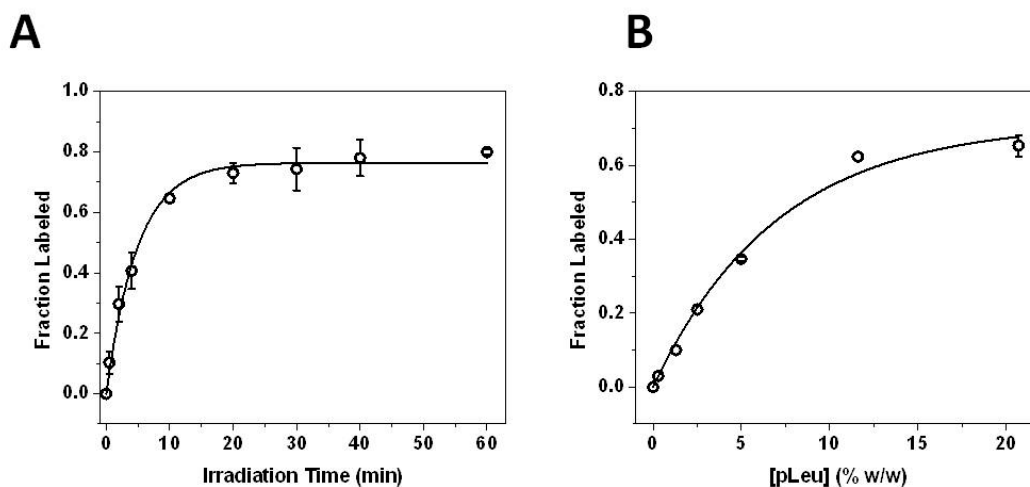 A
B
1.0
0.8
0.6
0.4
0.2
0.0
Fraction Labeled
0 10 20 30 40 50 60
Irradiation Time (min)
0.8
0.6
0.4
0.2
0.0
Fraction Labeled
0 5 10 15 20
[pLeu] (% w/w)